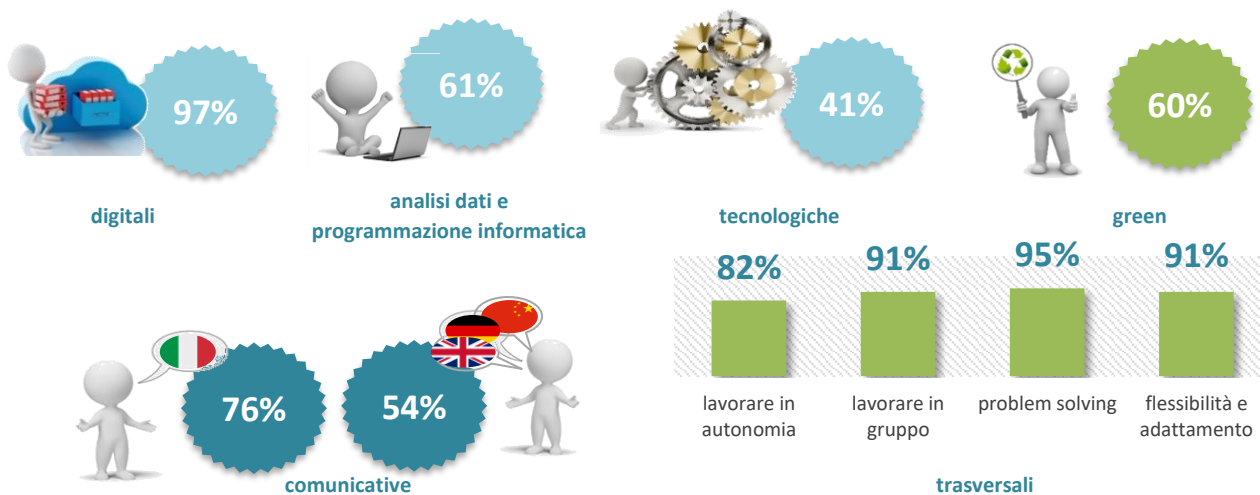 97%
61%
41%
60%
digitali
analisi dati e
programmazione informatica
tecnologiche
green
82%
91%
95%
91%
lavorare in
autonomia
lavorare in
gruppo
problem solving
flessibilità e
adattamento
76%
54%
comunicative
trasversali